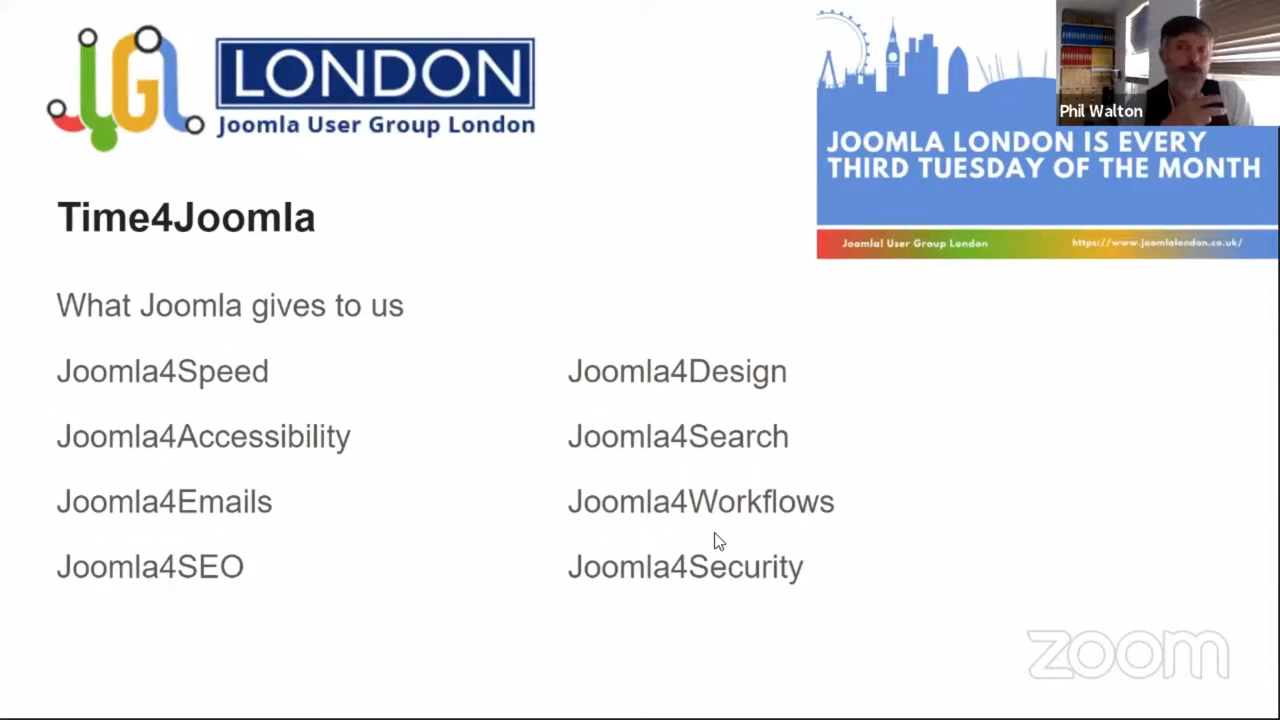 JGL
LONDON
Joomla User Group London
Phil Walton
JOOMLA LONDON IS EVERY
THIRD TUESDAY OF THE MONTH
Joomla! User Group London
https://www.joomlalondon.co.uk/
Time4Joomla
What Joomla gives to us
Joomla4Speed
Joomla4Accessibility
Joomla4Emails
Joomla4SEO
Joomla4Design
Joomla4Search
Joomla4Workflows
Joomla4Security
zoom